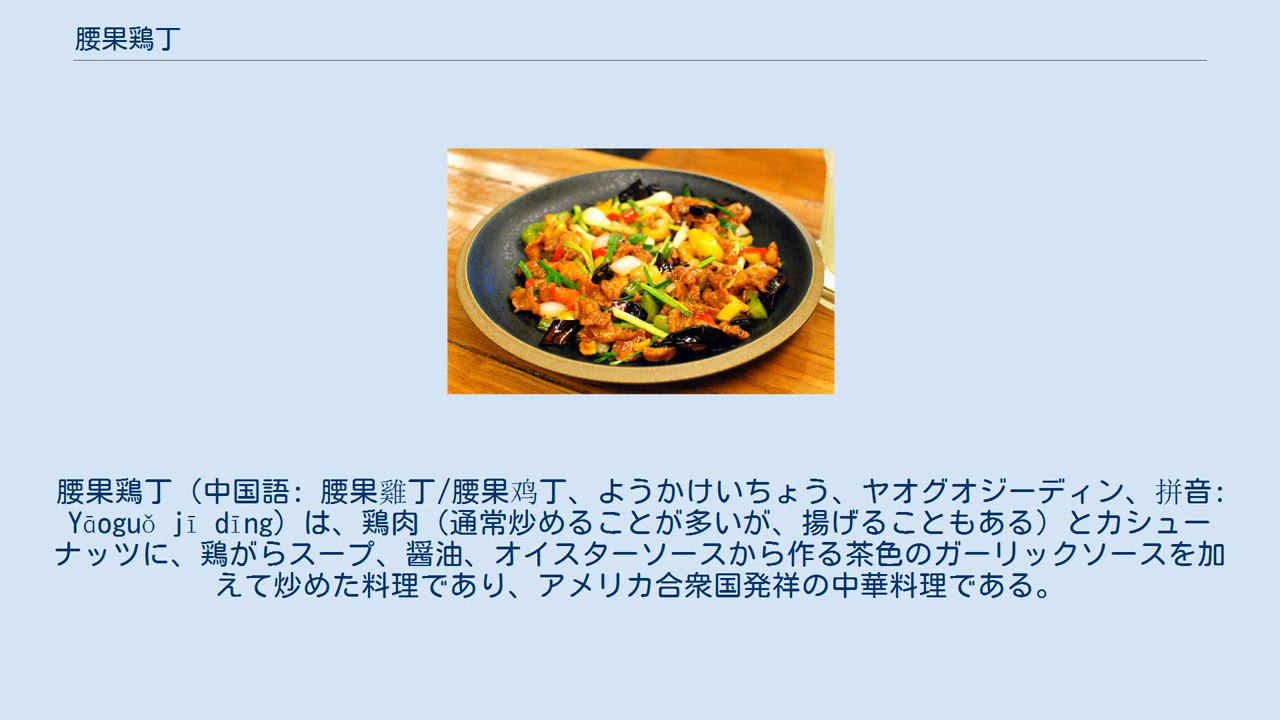 腰果鶏丁
腰果鶏丁（中国語: 腰果雞丁/腰果鸡丁、ようかけいちょう、ヤオグオジーディン、拼音:
Yāoguǒ jī dīng）は、鶏肉（通常炒めることが多いが、揚げることもある）とカシュー
ナッツに、鶏がらスープ、醤油、オイスターソースから作る茶色のガーリックソースを加
えて炒めた料理であり、アメリカ合衆国発祥の中華料理である。